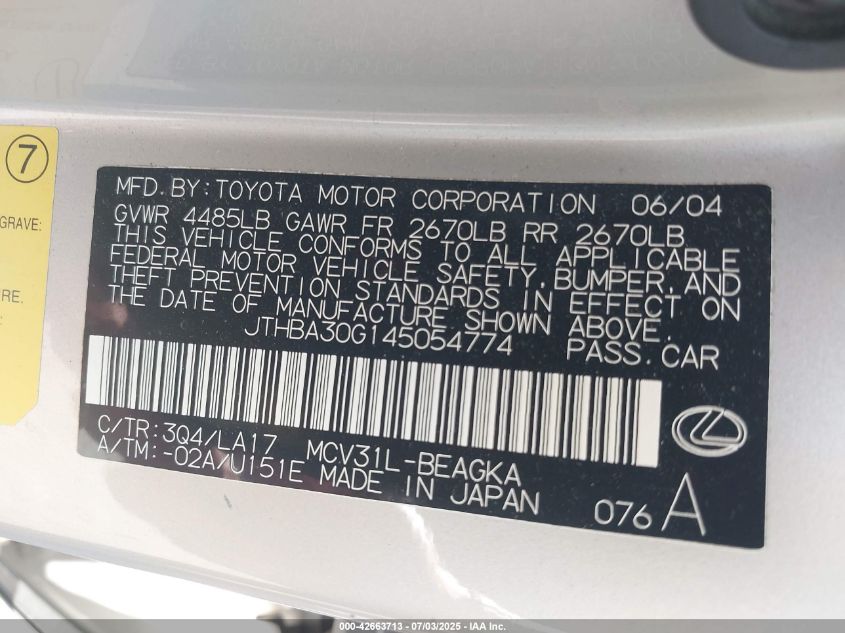 7
GRAVE:
RE.
MFD.BY:TOYOTA MOTOR CORPORATION 06/04
GVWR 4485LB GAWR FR 2670LB RR 2670LB
THIS VEHICLE CONFORMS TO ALL APPLICABLE
FEDERAL MOTOR VEHICLE SAFETY,BUMPER,AND
THEFT PREVENTION STANDARDS IN EFFECT ON
THE DATE OF MANUFACTURE SHOWN ABOVE.
JTHBA30G145054774 PASS.CAR
C/TR:3Q4/LA17 MCV31L-BEAGKA
A/TM:-02A/U151E MADE IN JAPAN
076 A
000-42663713 - 07/03/2025 - IAA Inc.